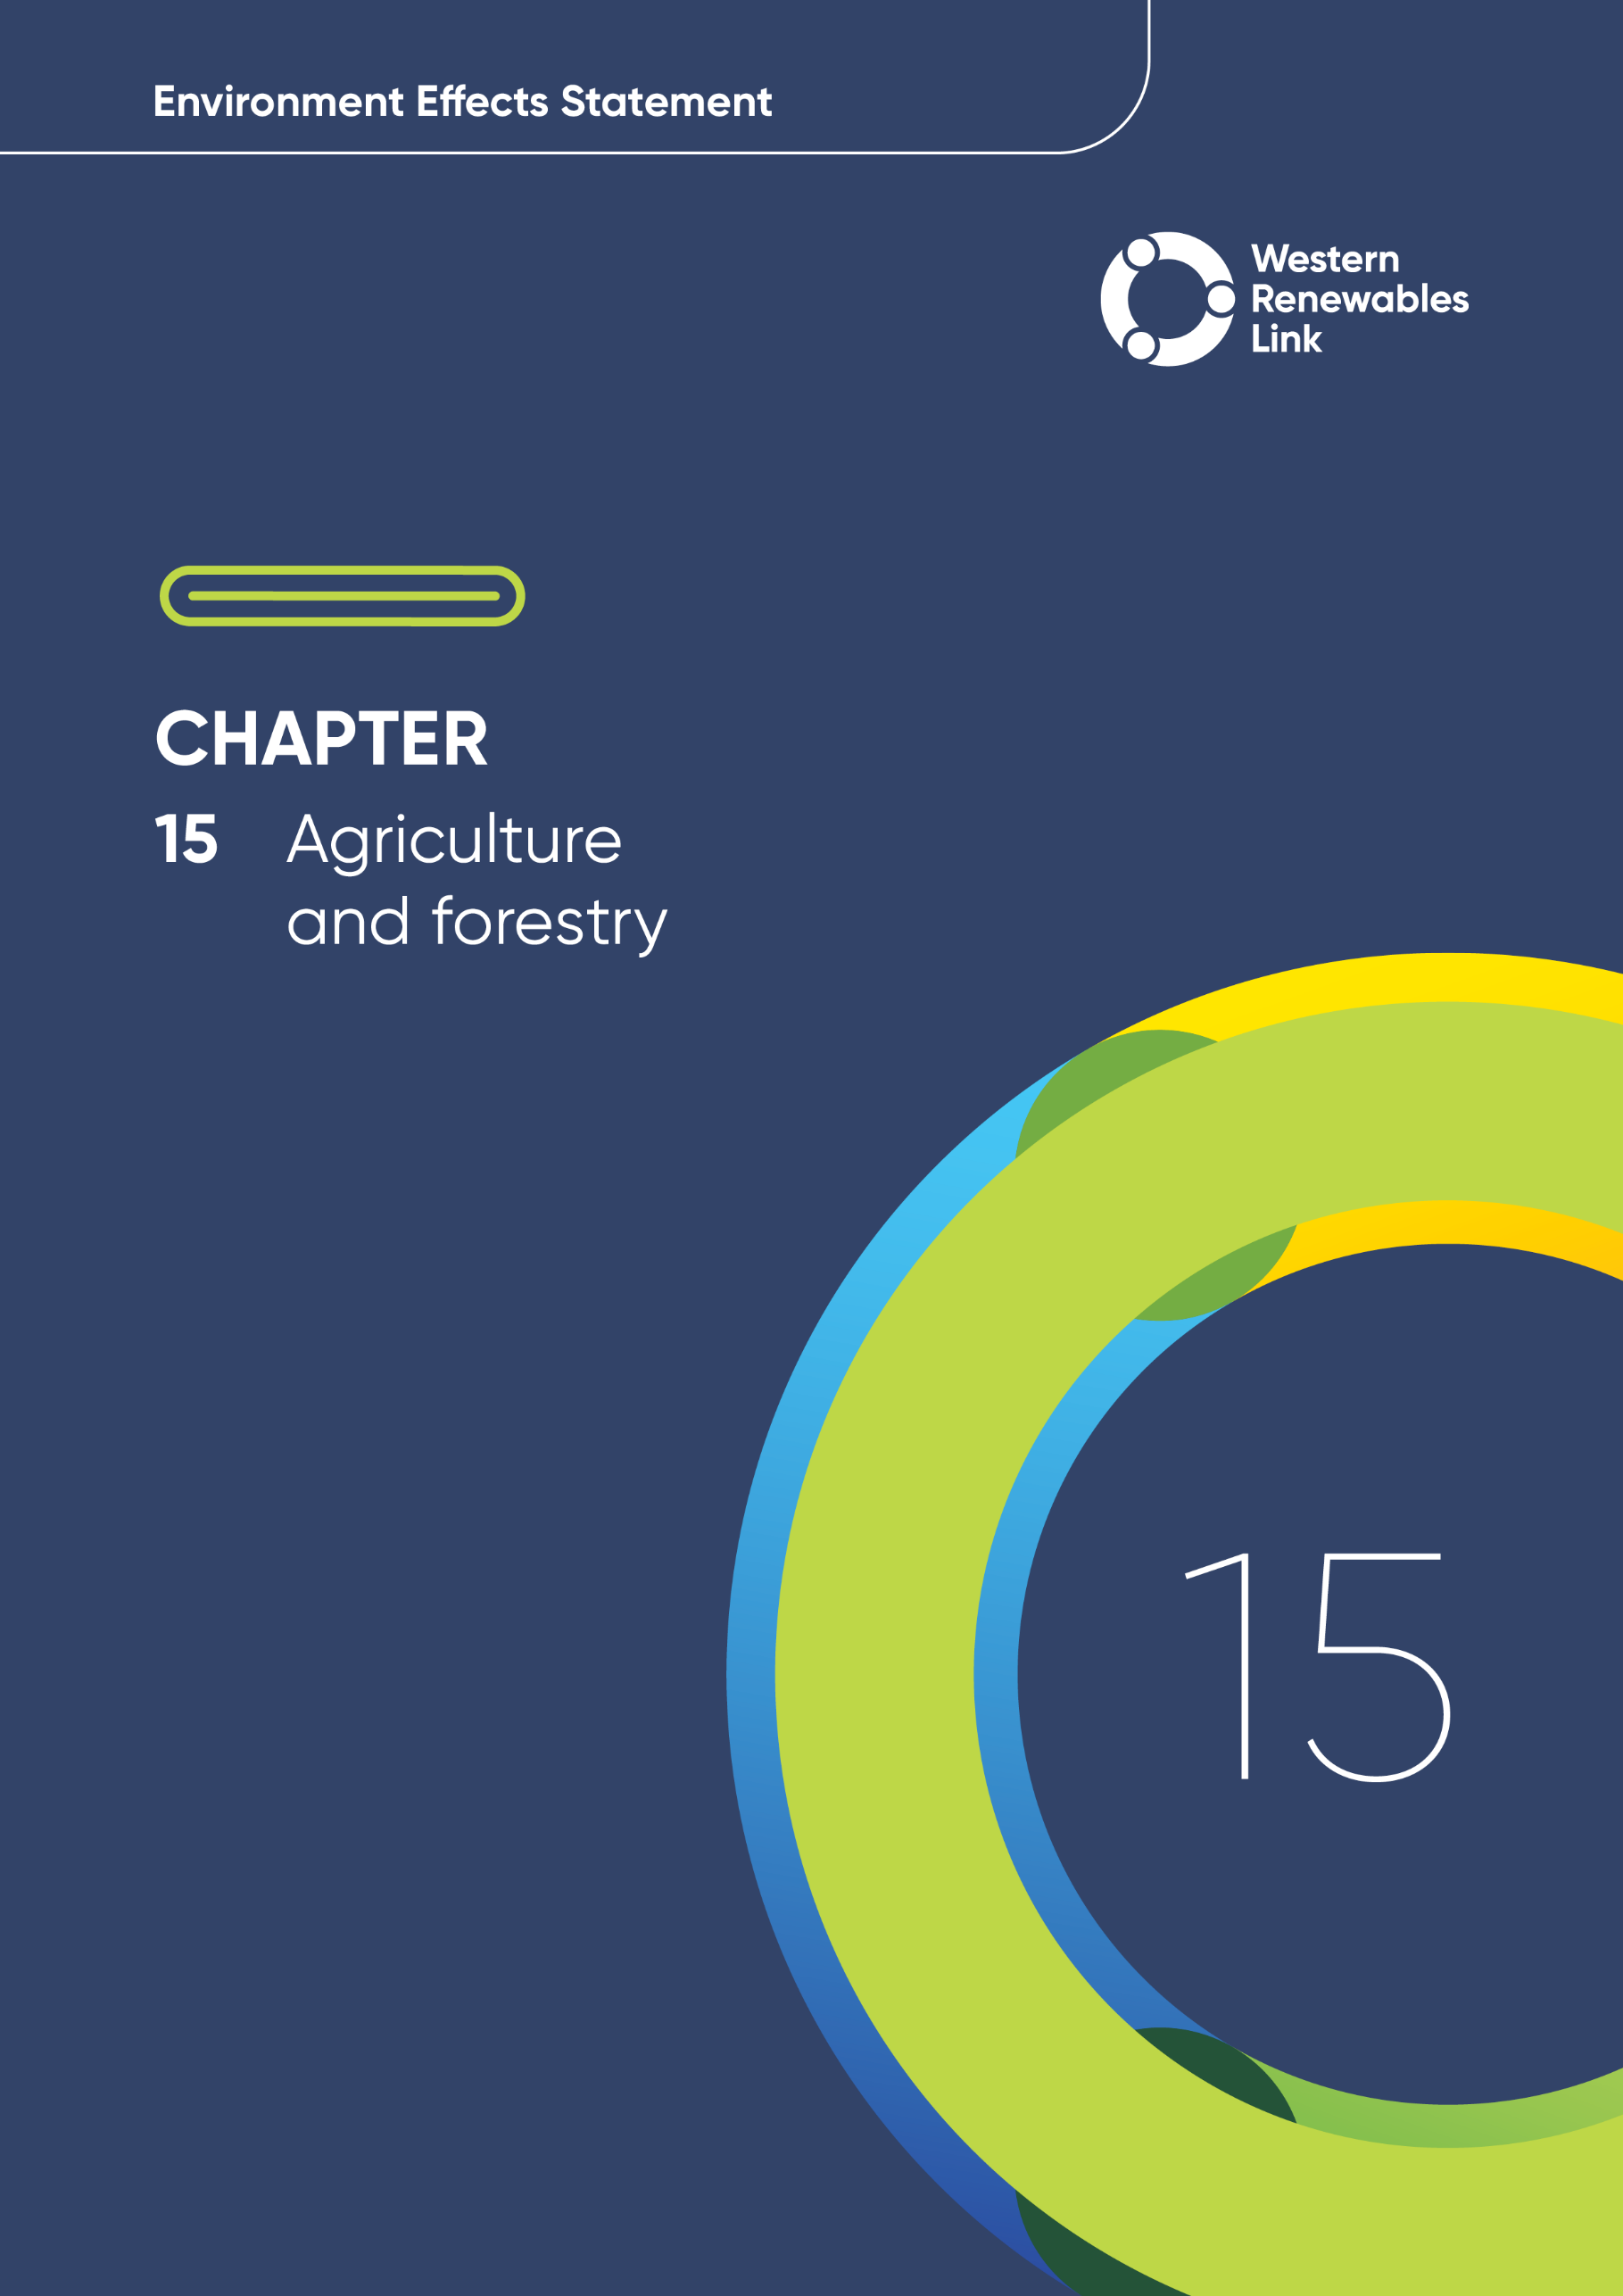 Environment Effects Statement
Western
Renewables
Link
CHAPTER
15 Agriculture
and forestry
15